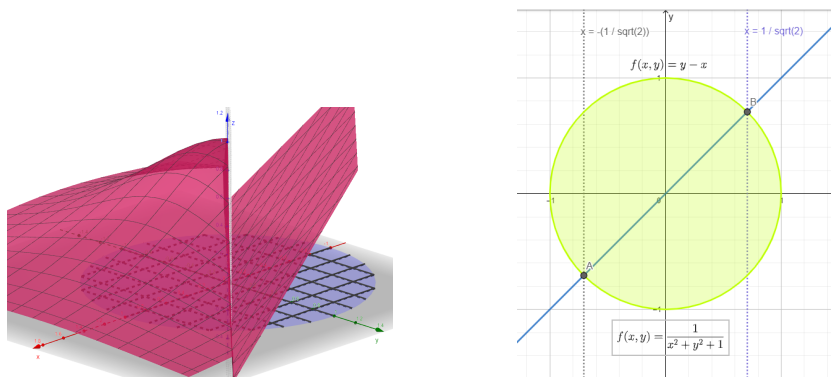 y
x = -(1 / sqrt(2))
x = 1 / sqrt(2)
f(x, y) = y − x
1
B
z
−1
0
1
A
x
y
−1
f(x, y) = 1 / (x² + y² + 1)